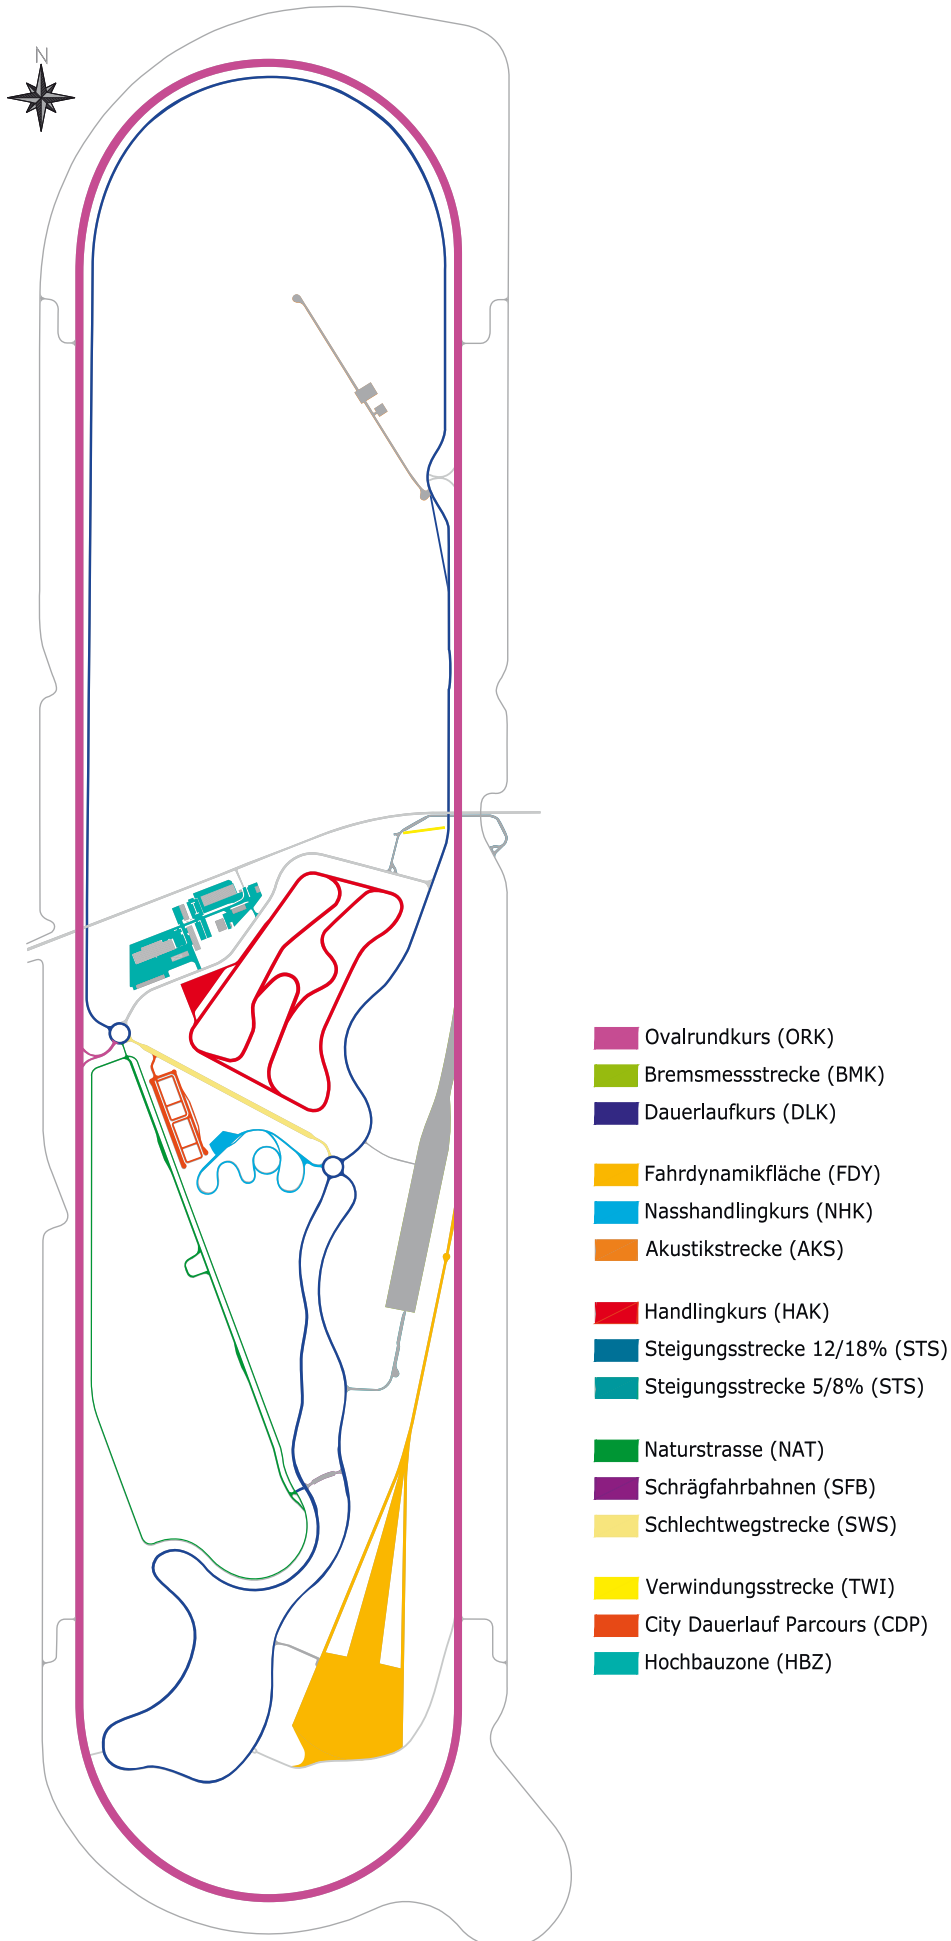 N
Ovalrundkurs (ORK)
Bremsmessstrecke (BMK)
Dauerlaufkurs (DLK)
Fahrdynamikfläche (FDY)
Nasshandlingkurs (NHK)
Akustikstrecke (AKS)
Handlingkurs (HAK)
Steigungsstrecke 12/18% (STS)
Steigungsstrecke 5/8% (STS)
Naturstrasse (NAT)
Schrägfahrbahnen (SFB)
Schlechtwegstrecke (SWS)
Verwindungsstrecke (TWI)
City Dauerlauf Parcours (CDP)
Hochbauzone (HBZ)